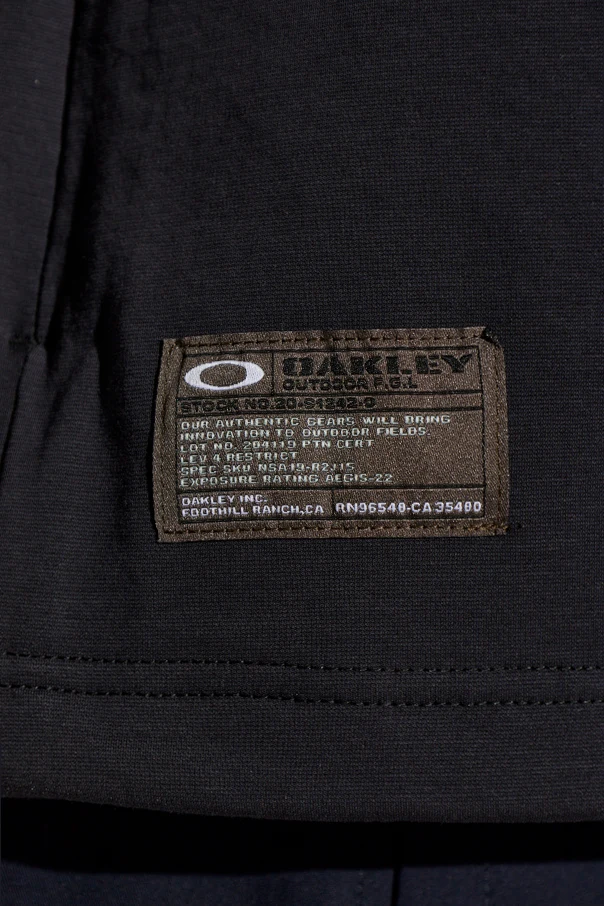 OAKLEY
OUTDOOR F.G.L
STOCK NO.20-S1242-9
OUR AUTHENTIC GEARS WILL BRING
INNOVATION TO OUTDOOR FIELDS.
LOT NO. 204119 PTN CERT
LEV 4 RESTRICT
SPEC SKU NSA19-R2J15
EXPOSURE RATING AEGIS-22
OAKLEY INC.
FOOTHILL RANCH,CA
RN96548-CA 35480